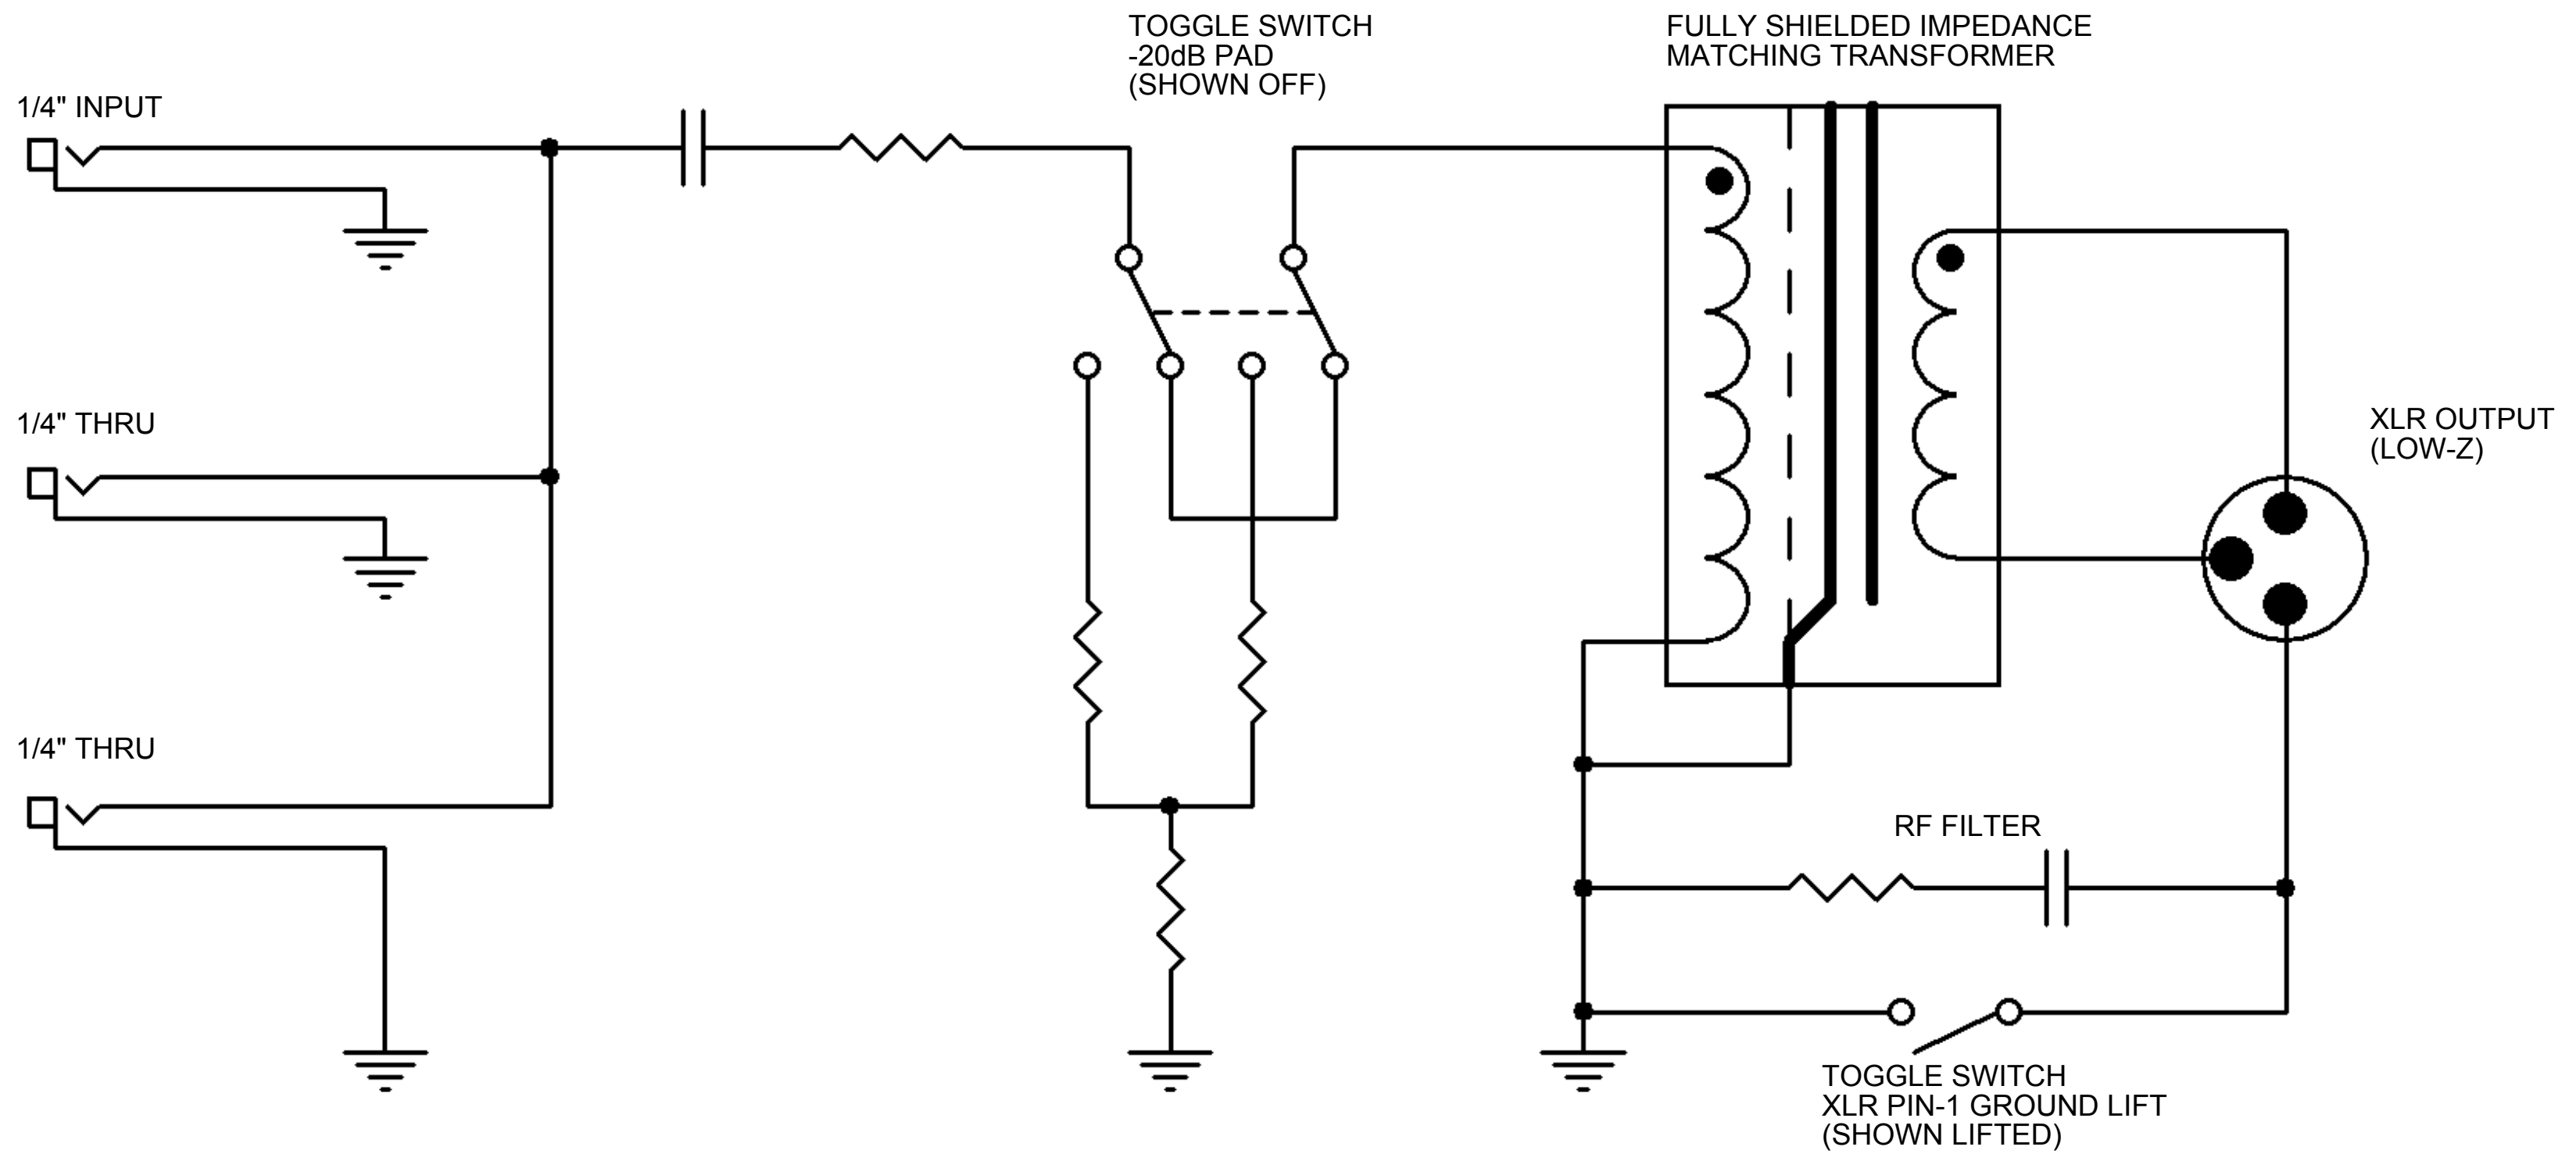 TOGGLE SWITCH
-20dB PAD
(SHOWN OFF)
FULLY SHIELDED IMPEDANCE
MATCHING TRANSFORMER
1/4" INPUT
1/4" THRU
XLR OUTPUT
(LOW-Z)
1/4" THRU
RF FILTER
TOGGLE SWITCH
XLR PIN-1 GROUND LIFT
(SHOWN LIFTED)